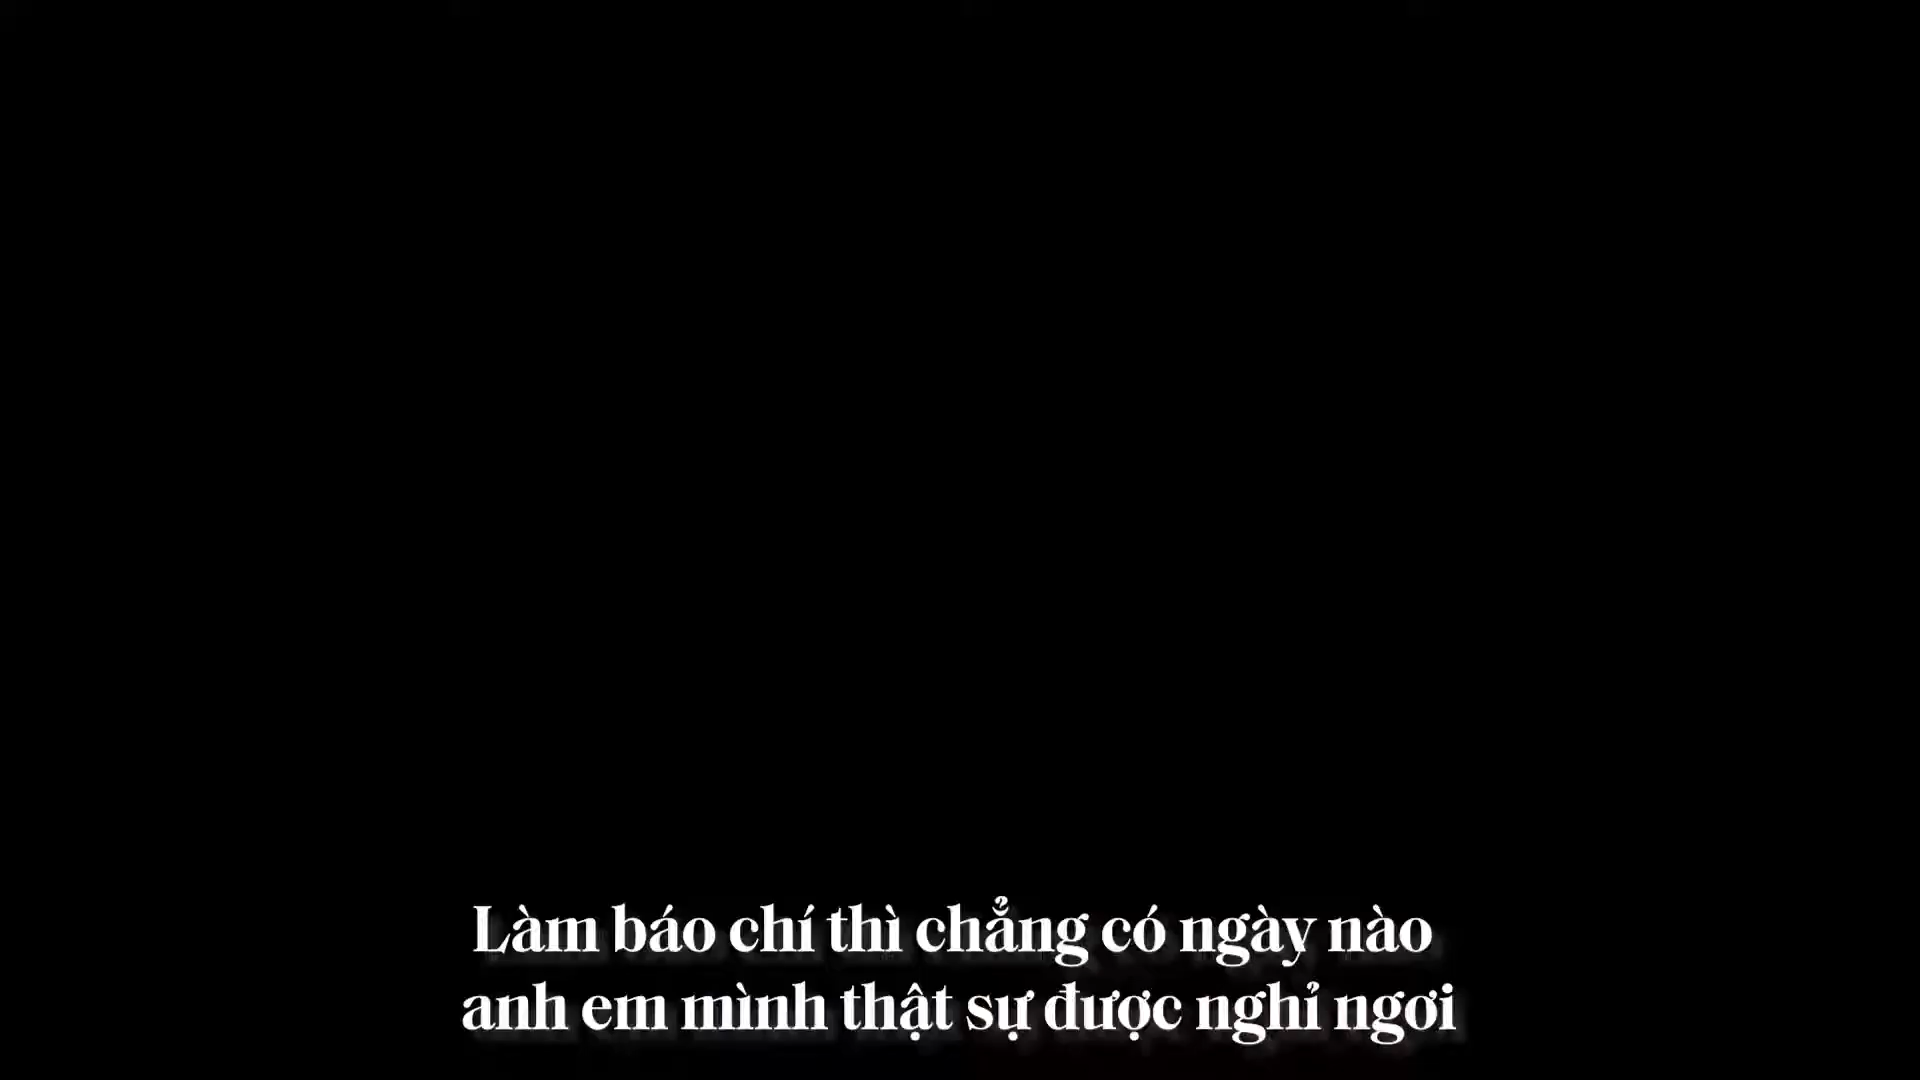 Làm báo chí thì chẳng có ngày nào
anh em mình thật sự được nghỉ ngơi